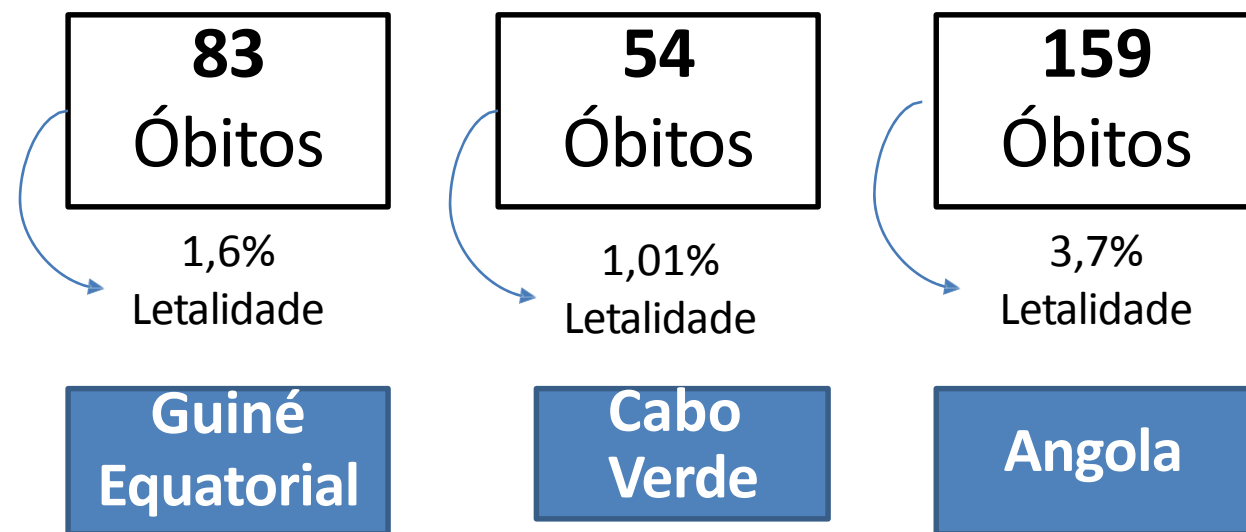 83
Óbitos
1,6%
Letalidade
Guiné
Equatorial
54
Óbitos
1,01%
Letalidade
Cabo
Verde
159
Óbitos
3,7%
Letalidade
Angola